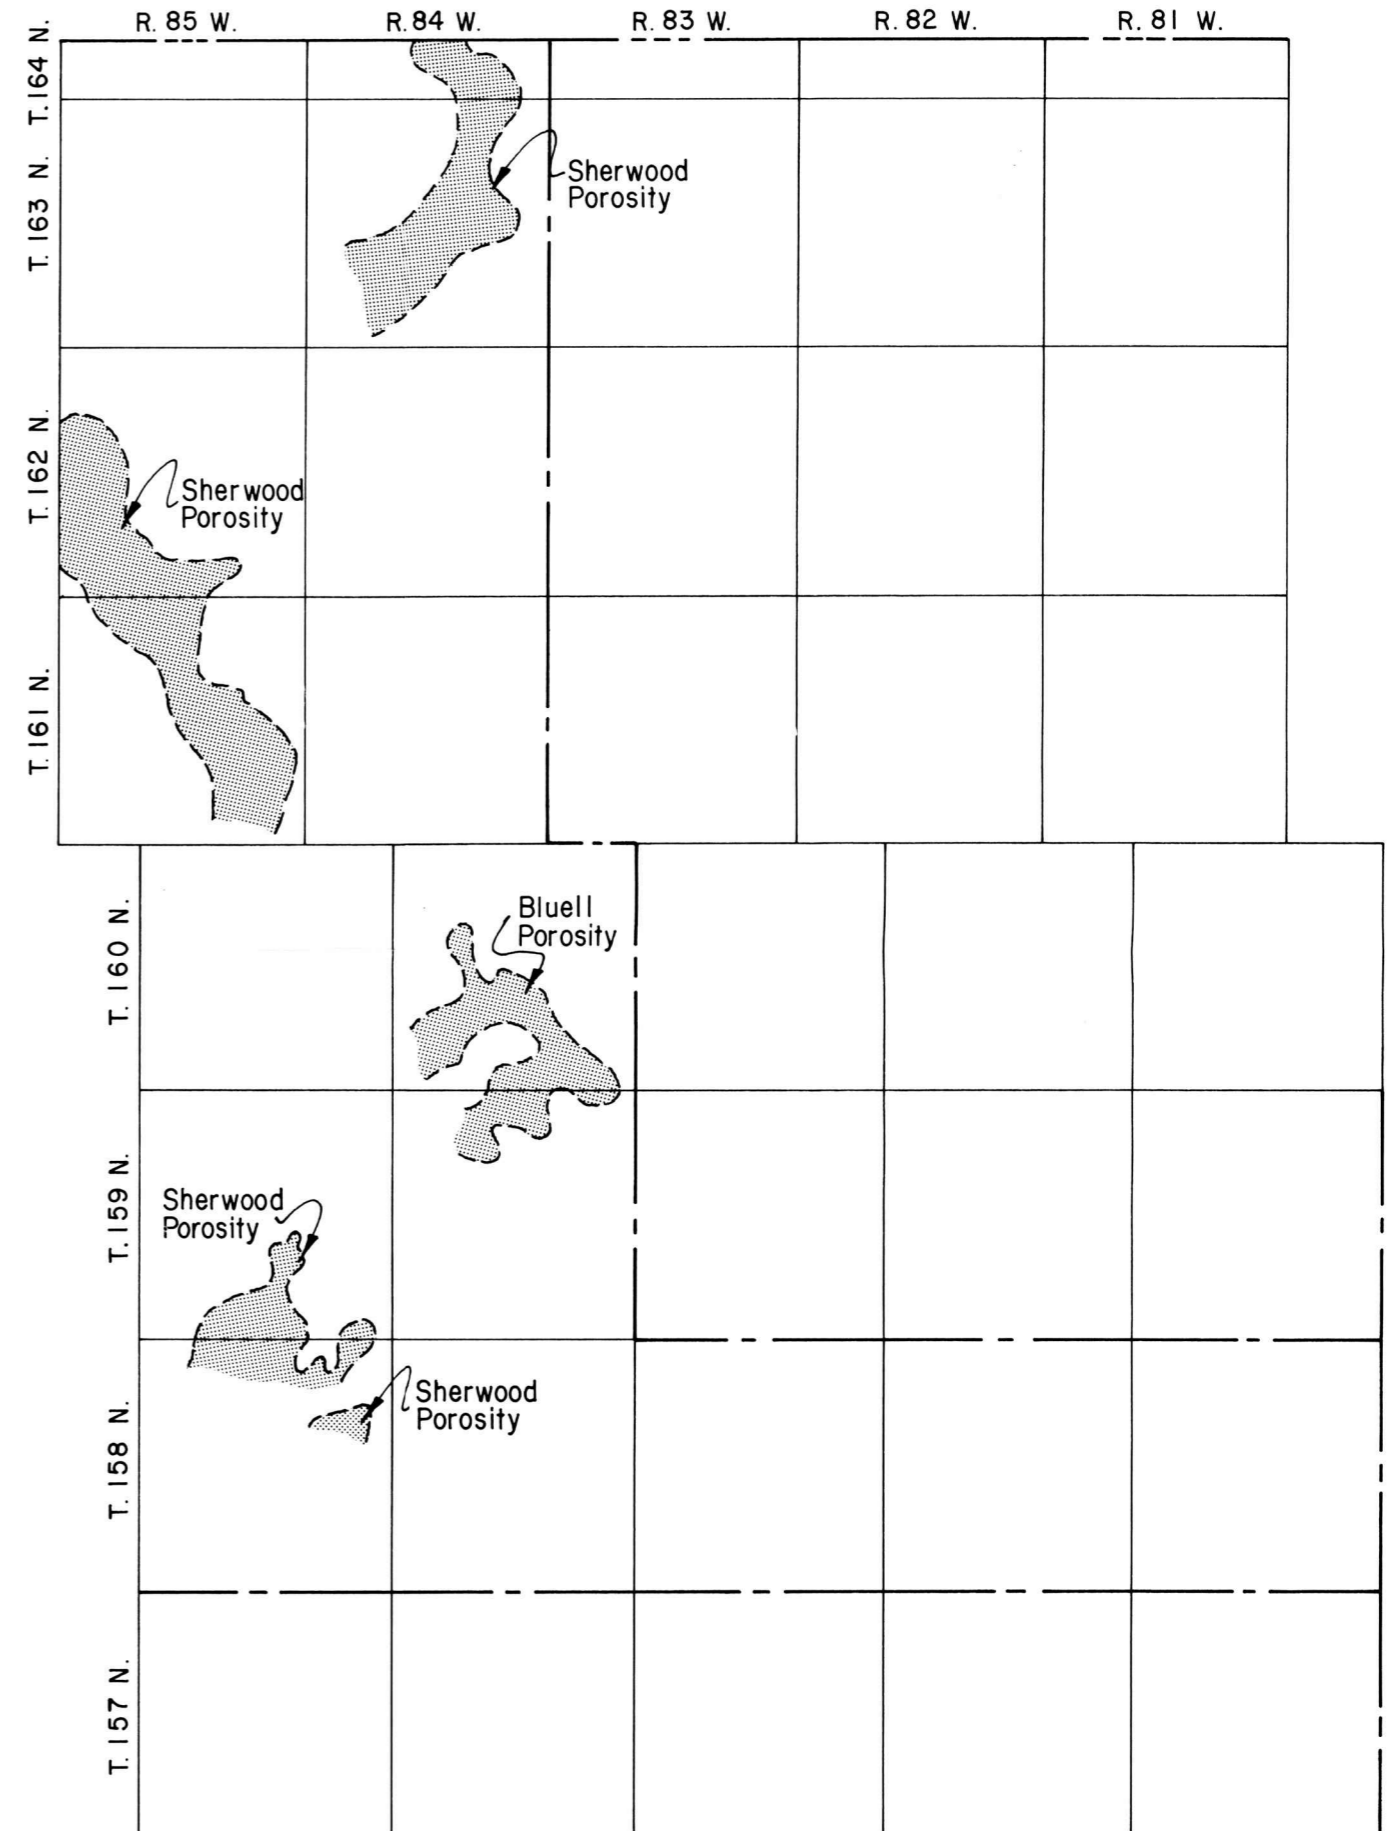 R. 85 W.
R. 84 W.
R. 83 W.
R. 82 W.
R. 81 W.
T. 164 N.
T. 163 N.
Sherwood
Porosity
T. 162 N.
Sherwood
Porosity
T. 161 N.
T. 160 N.
Bluell
Porosity
T. 159 N.
Sherwood
Porosity
T. 158 N.
Sherwood
Porosity
T. 157 N.